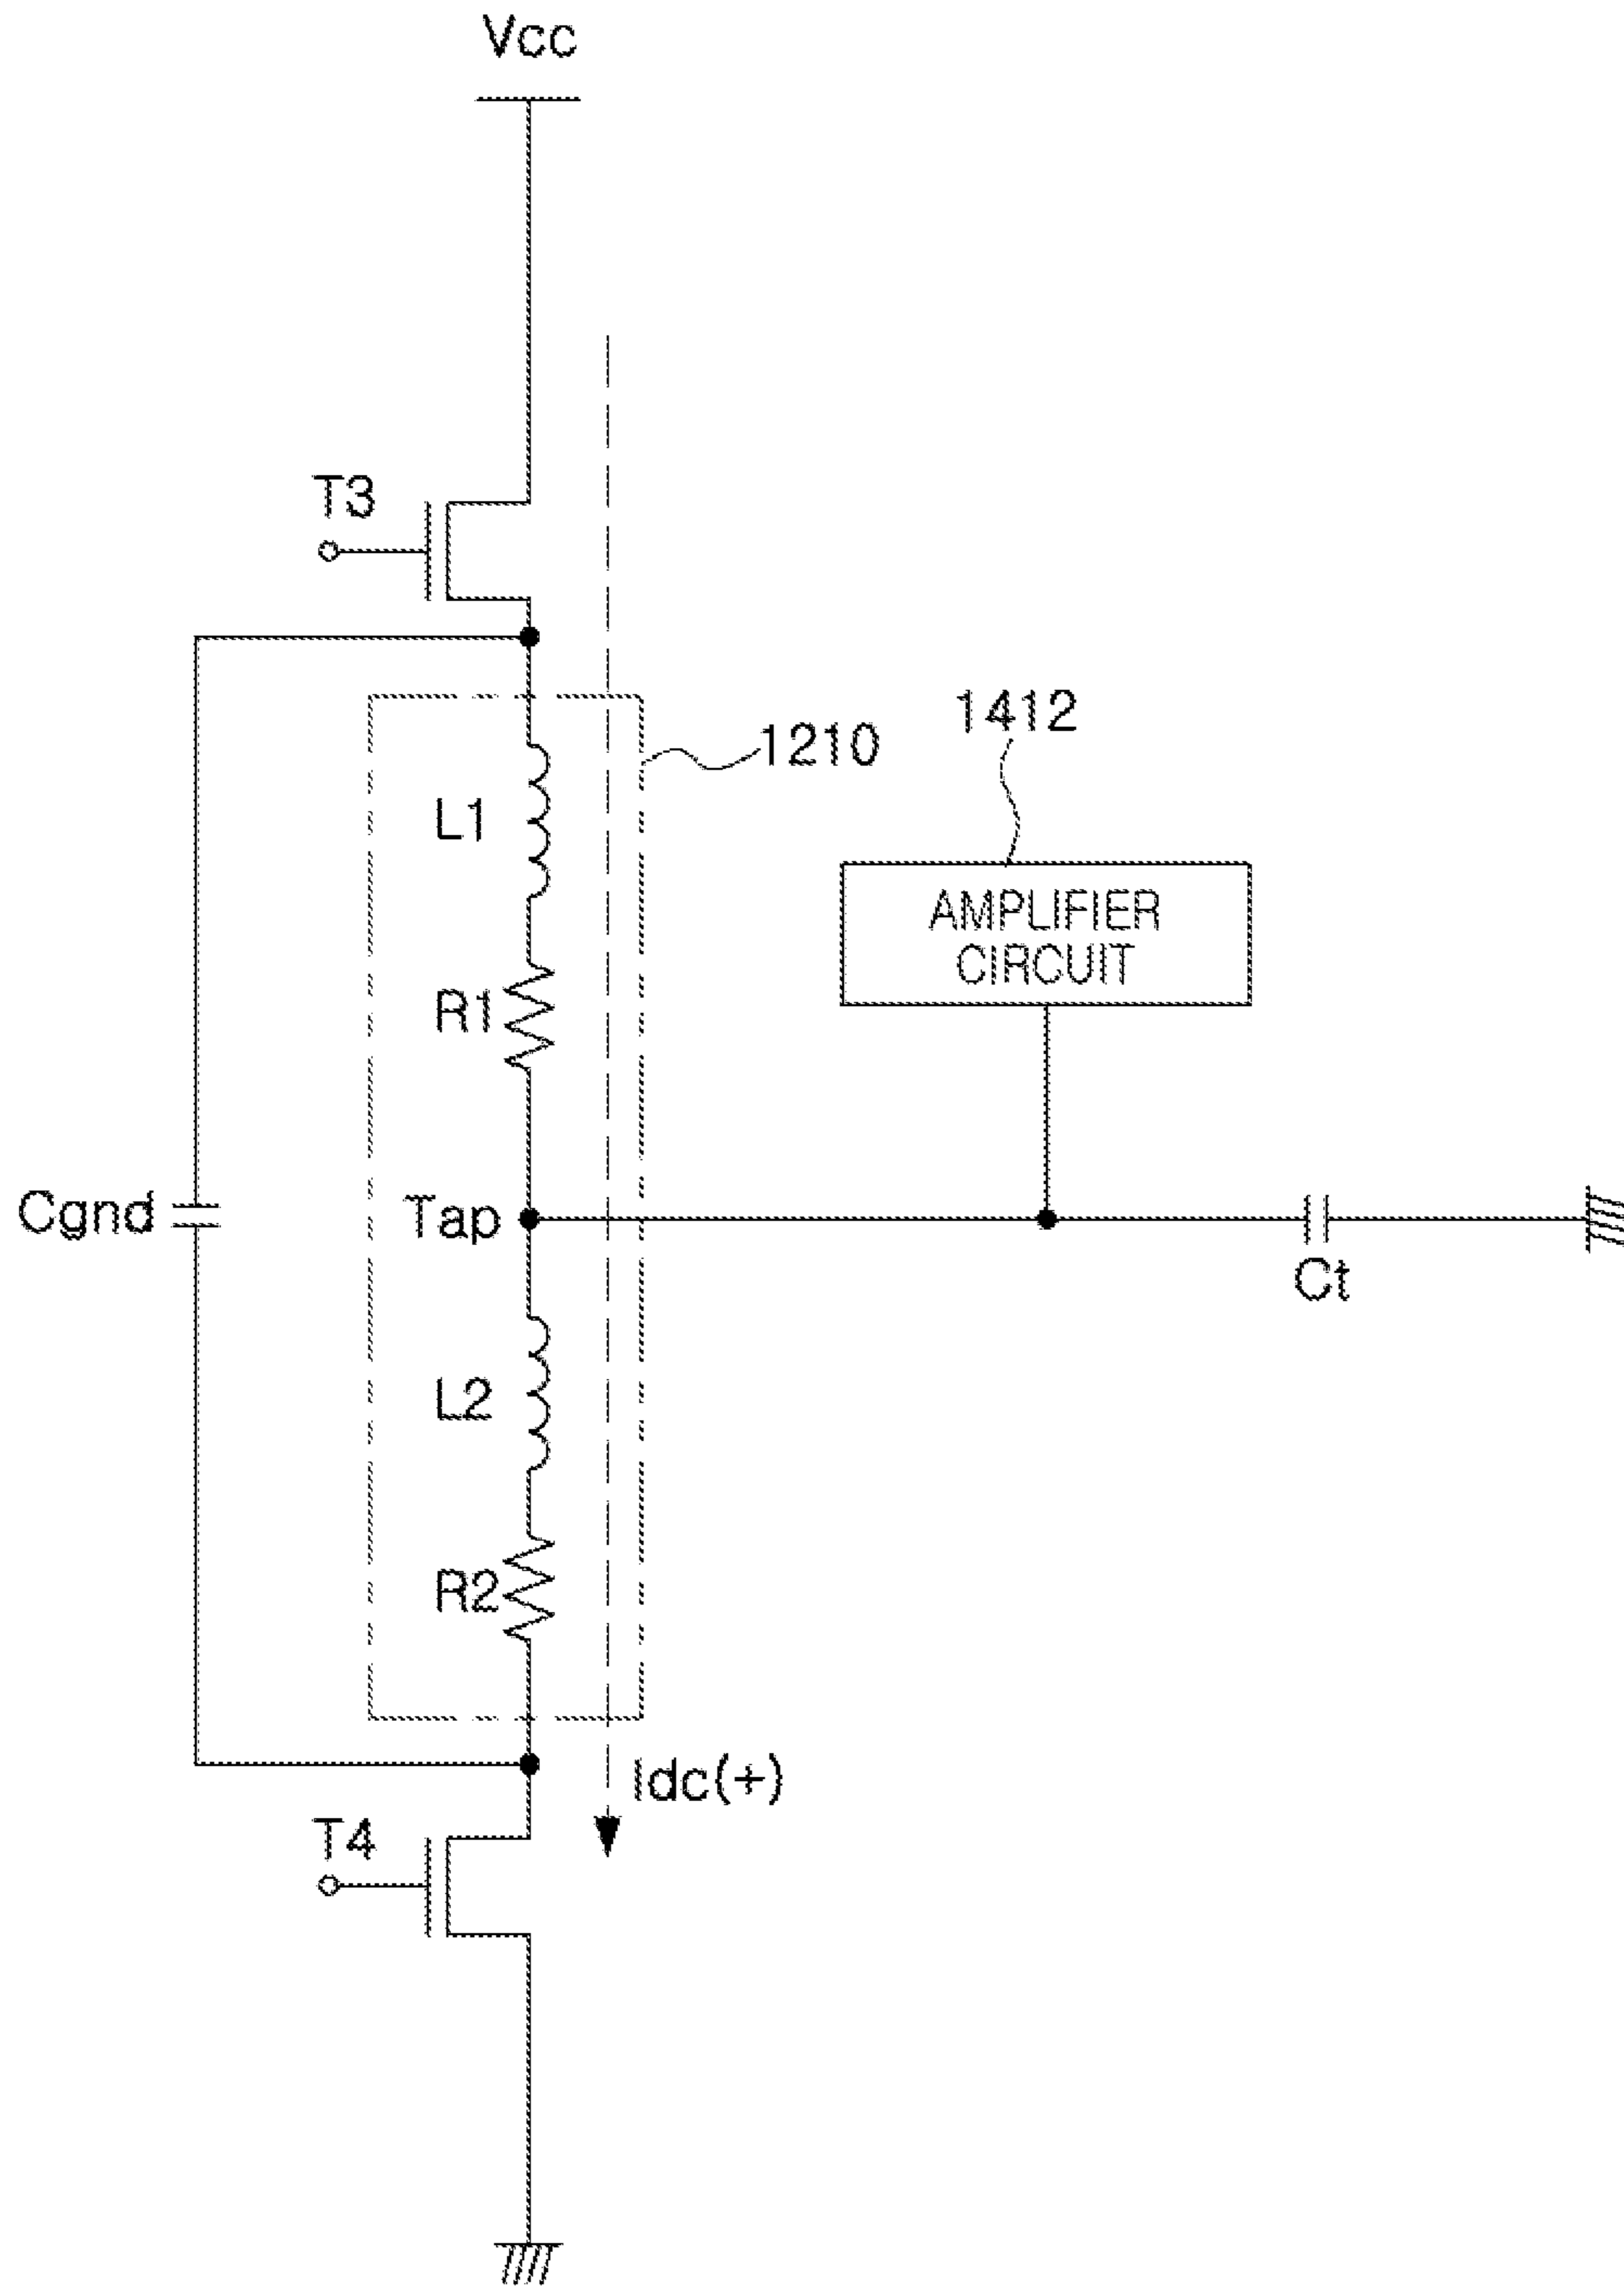 Vcc
T3
1210
1412
L1
AMPLIFIER
CIRCUIT
R1
Cgnd
Tap
Ct
L2
R2
Idc(+)
T4